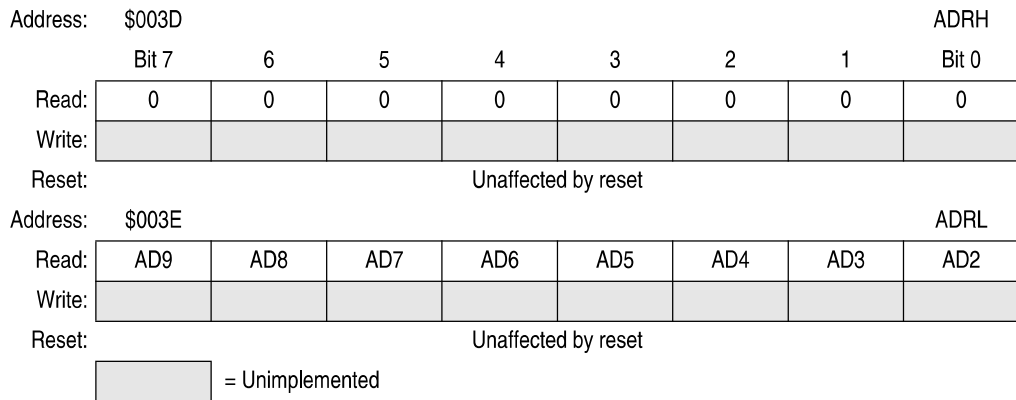 Address: $003D ADRH
Bit 7 6 5 4 3 2 1 Bit 0
Read: 0 0 0 0 0 0 0 0
Write:
Reset: Unaffected by reset
Address: $003E ADRL
Read: AD9 AD8 AD7 AD6 AD5 AD4 AD3 AD2
Write:
Reset: Unaffected by reset
= Unimplemented